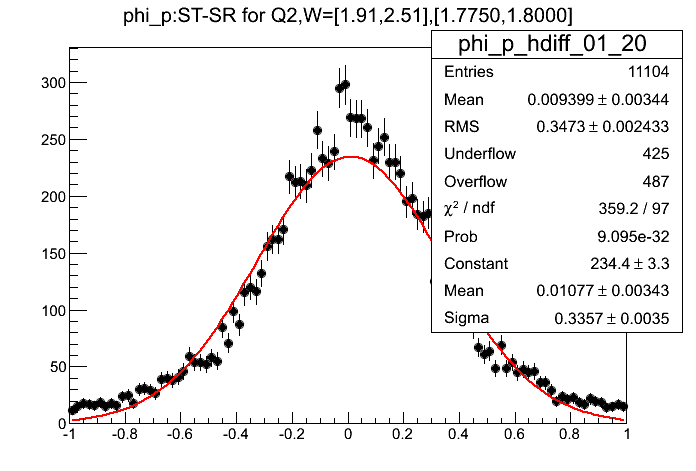 phi_p:ST-SR for Q2,W=[1.91,2.51],[1.7750,1.8000]
phi_p_hdiff_01_20
Entries 11104
Mean 0.009399 ± 0.00344
RMS 0.3473 ± 0.002433
Underflow 425
Overflow 487
χ² / ndf 359.2 / 97
Prob 9.095e-32
Constant 234.4 ± 3.3
Mean 0.01077 ± 0.00343
Sigma 0.3357 ± 0.0035
300
250
200
150
100
50
0
-1 -0.8 -0.6 -0.4 -0.2 0 0.2 0.4 0.6 0.8 1